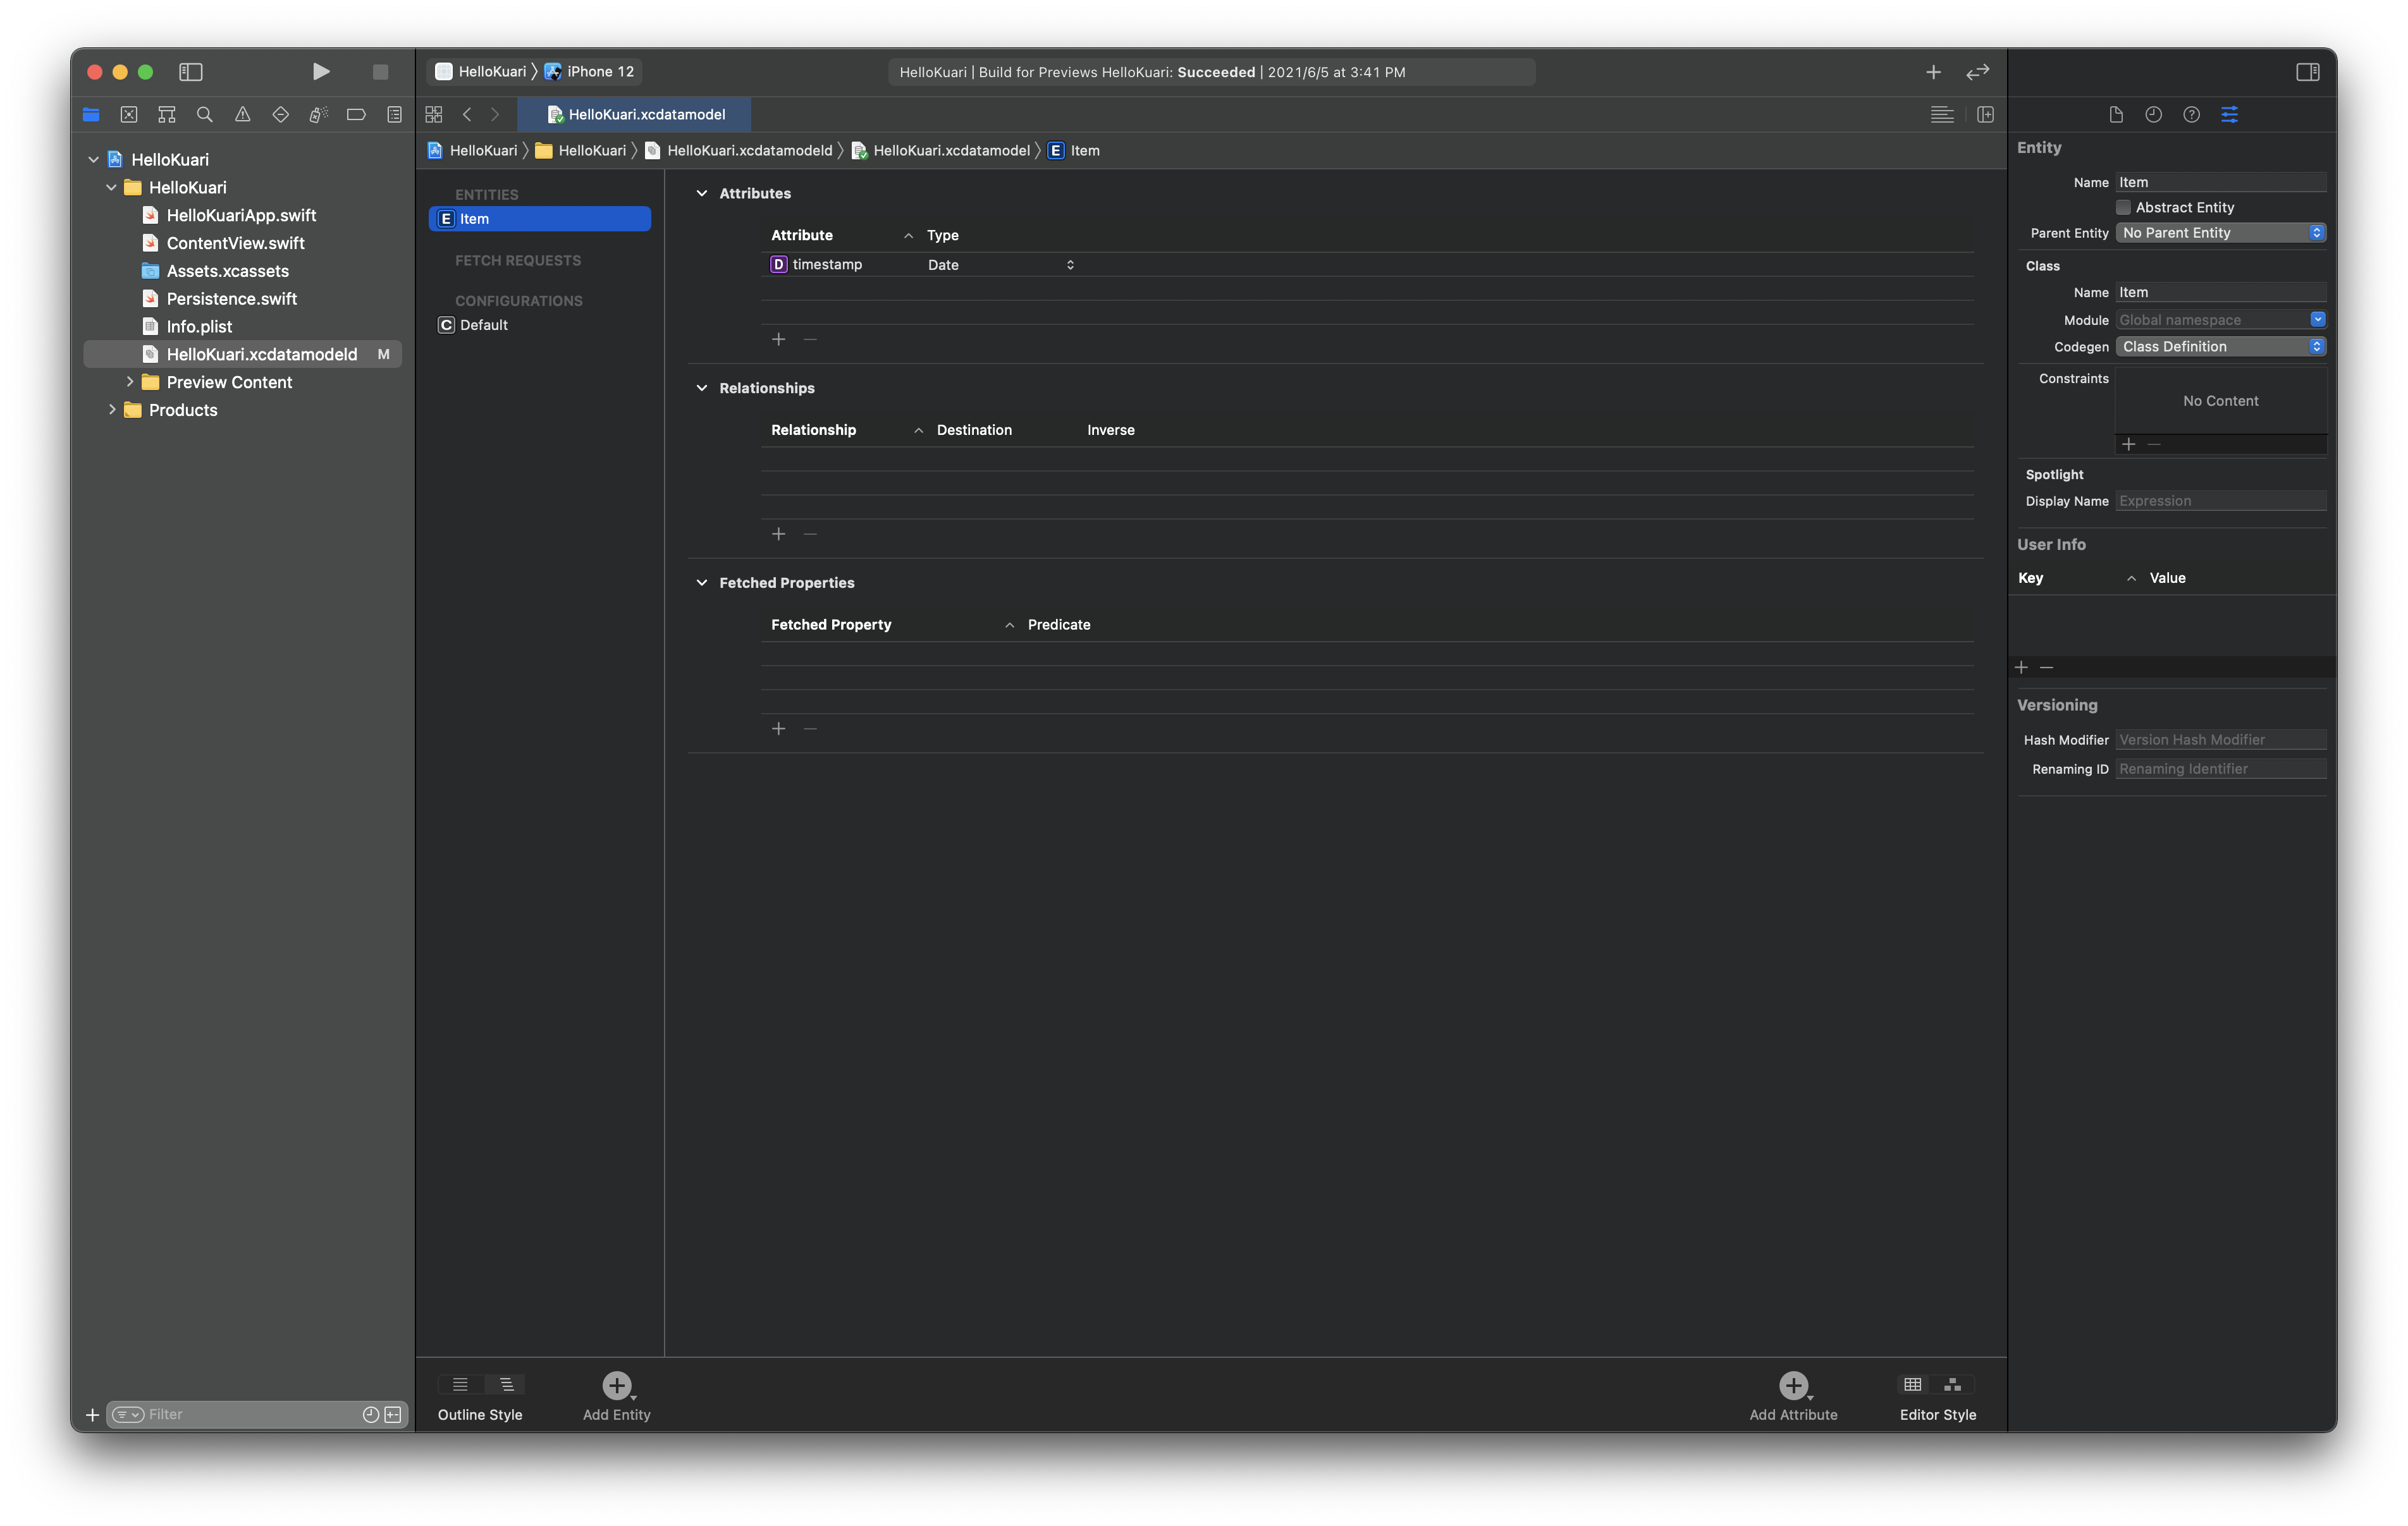 HelloKuari
iPhone 12
HelloKuari | Build for Previews HelloKuari: Succeeded | 2021/6/5 at 3:41 PM
HelloKuari.xcdatamodel
HelloKuari
HelloKuari
HelloKuariApp.swift
ContentView.swift
Assets.xcassets
Persistence.swift
Info.plist
HelloKuari.xcdatamodeld M
Preview Content
Products
Filter
HelloKuari HelloKuari HelloKuari.xcdatamodeld HelloKuari.xcdatamodel E Item
ENTITIES
E Item
FETCH REQUESTS
CONFIGURATIONS
C Default
Attributes
Attribute Type
D timestamp Date
Relationships
Relationship Destination Inverse
Fetched Properties
Fetched Property Predicate
Outline Style
Add Entity
Add Attribute
Editor Style
Entity
Name Item
Abstract Entity
Parent Entity No Parent Entity
Class
Name Item
Module Global namespace
Codegen Class Definition
Constraints
No Content
Spotlight
Display Name Expression
User Info
Key Value
Versioning
Hash Modifier Version Hash Modifier
Renaming ID Renaming Identifier